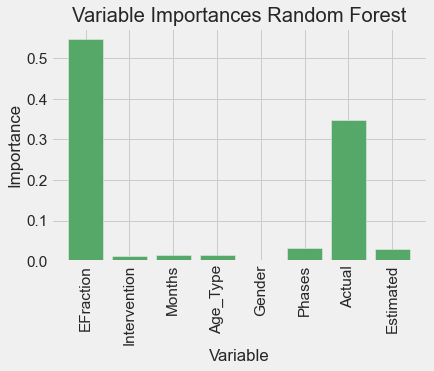 Variable Importances Random Forest
Importance
0.5
0.4
0.3
0.2
0.1
0.0
EFraction
Intervention
Months
Age_Type
Gender
Phases
Actual
Estimated
Variable